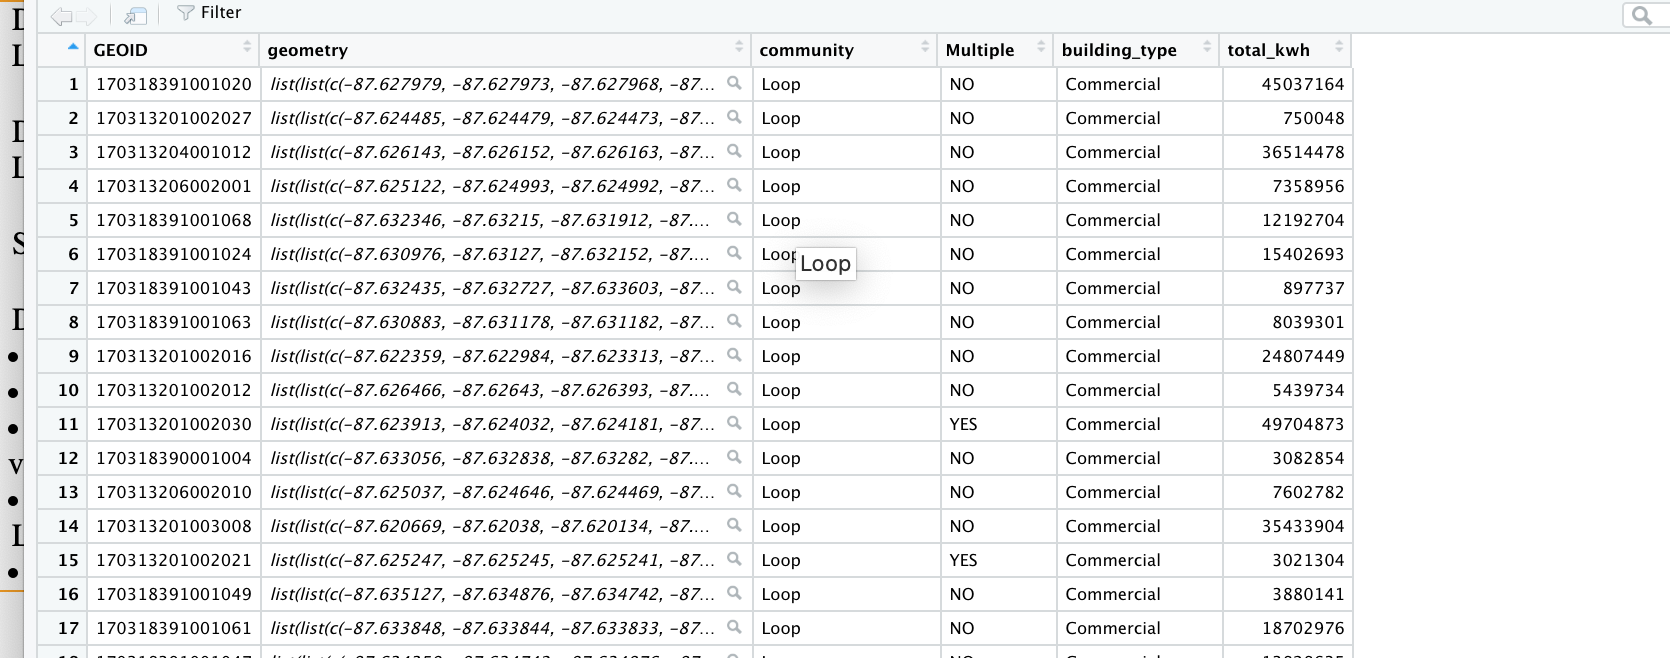 Filter
GEOID geometry community Multiple building_type total_kwh
1 170318391001020 list(list(c(-87.627979, -87.627973, -87.627968, -87... Loop NO Commercial 45037164
2 170313201002027 list(list(c(-87.624485, -87.624479, -87.624473, -87... Loop NO Commercial 750048
3 170313204001012 list(list(c(-87.626143, -87.626152, -87.626163, -87... Loop NO Commercial 36514478
4 170313206002001 list(list(c(-87.625122, -87.624993, -87.624992, -87... Loop NO Commercial 7358956
5 170318391001068 list(list(c(-87.632346, -87.63215, -87.631912, -87.... Loop NO Commercial 12192704
6 170318391001024 list(list(c(-87.630976, -87.63127, -87.632152, -87.... Loop NO Commercial 15402693
Loop
7 170318391001043 list(list(c(-87.632435, -87.632727, -87.633603, -87... Loop NO Commercial 897737
8 170318391001063 list(list(c(-87.630883, -87.631178, -87.631182, -87... Loop NO Commercial 8039301
9 170313201002016 list(list(c(-87.622359, -87.622984, -87.623313, -87... Loop NO Commercial 24807449
10 170313201002012 list(list(c(-87.626466, -87.62643, -87.626393, -87.... Loop NO Commercial 5439734
11 170313201002030 list(list(c(-87.623913, -87.624032, -87.624181, -87... Loop YES Commercial 49704873
12 170318390001004 list(list(c(-87.633056, -87.632838, -87.63282, -87.... Loop NO Commercial 3082854
13 170313206002010 list(list(c(-87.625037, -87.624646, -87.624469, -87... Loop NO Commercial 7602782
14 170313201003008 list(list(c(-87.620669, -87.62038, -87.620134, -87.... Loop NO Commercial 35433904
15 170313201002021 list(list(c(-87.625247, -87.625245, -87.625241, -87... Loop YES Commercial 3021304
16 170318391001049 list(list(c(-87.635127, -87.634876, -87.634742, -87... Loop NO Commercial 3880141
17 170318391001061 list(list(c(-87.633848, -87.633844, -87.633833, -87... Loop NO Commercial 18702976